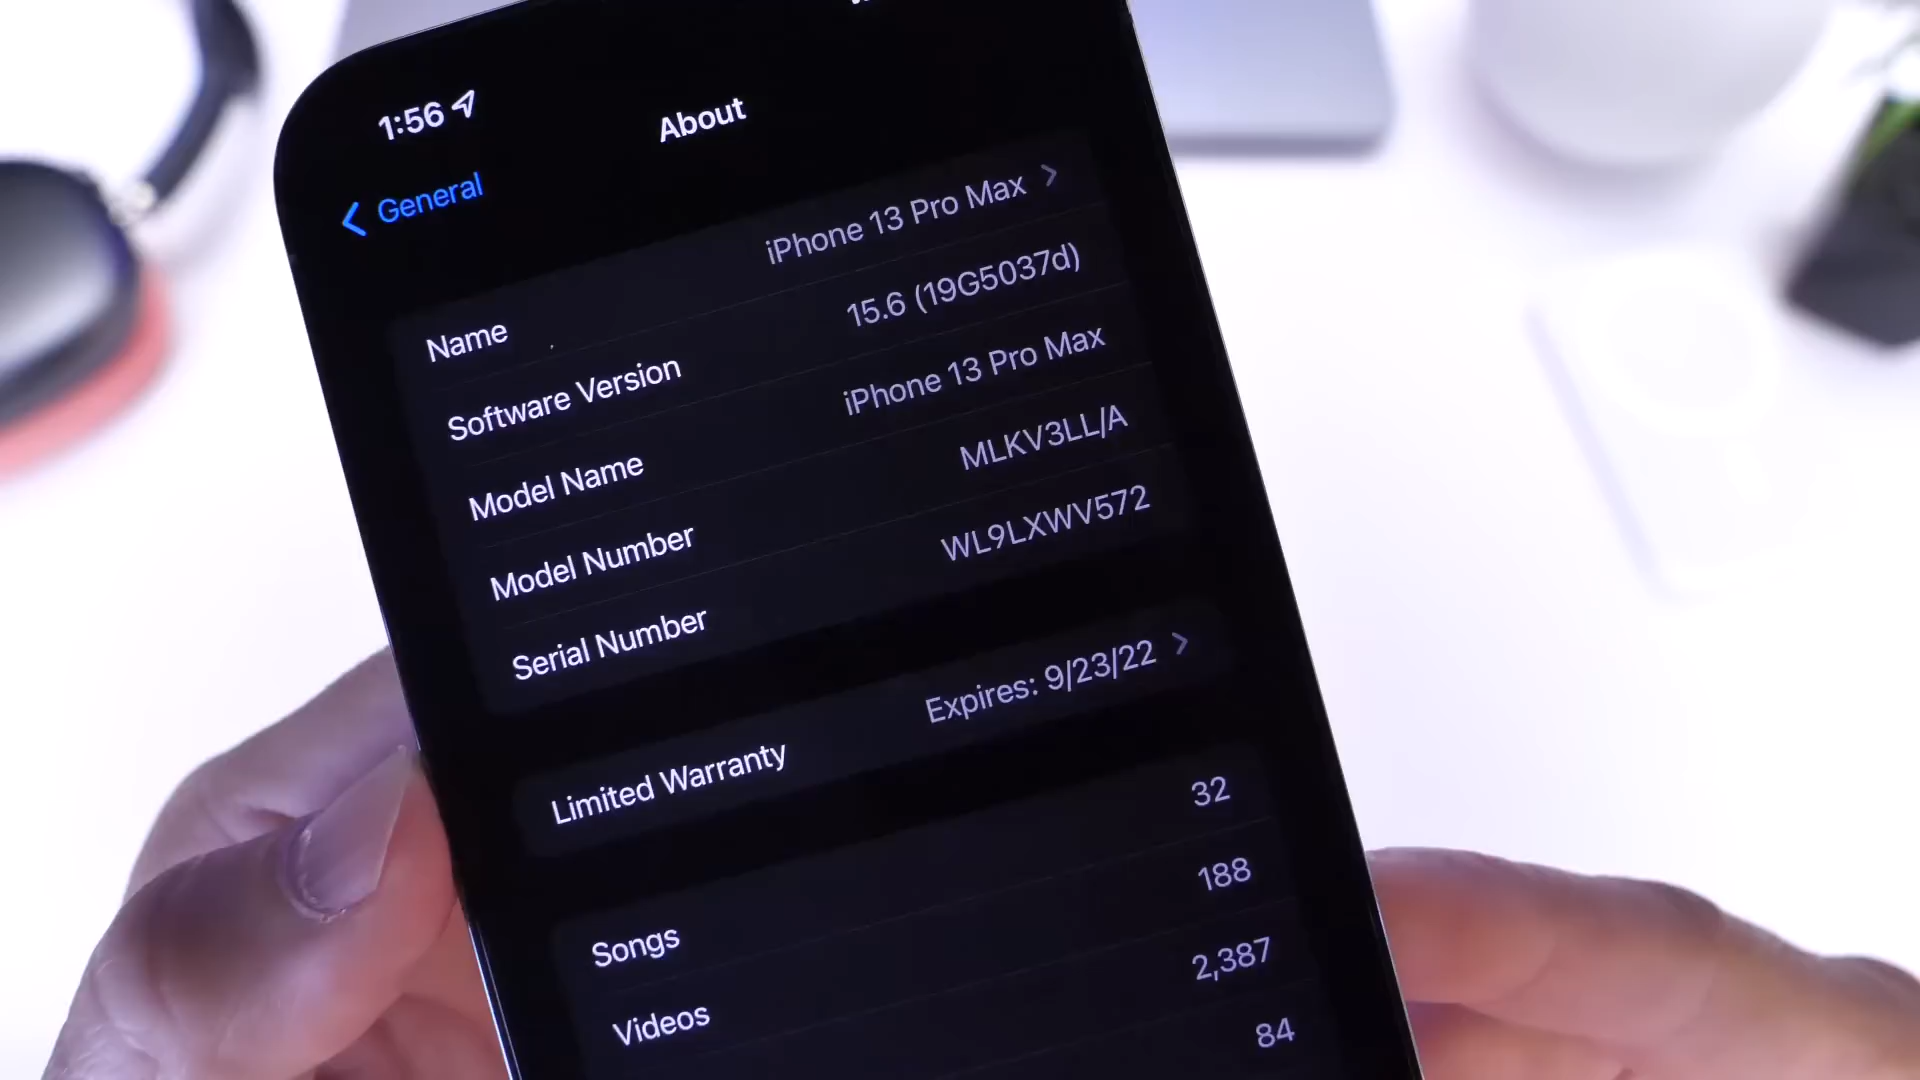 1:56
About
General
Name iPhone 13 Pro Max
Software Version 15.6 (19G5037d)
Model Name iPhone 13 Pro Max
Model Number MLKV3LL/A
Serial Number WL9LXWV572
Limited Warranty Expires: 9/23/22
Songs 32
Videos 188
2,387
84